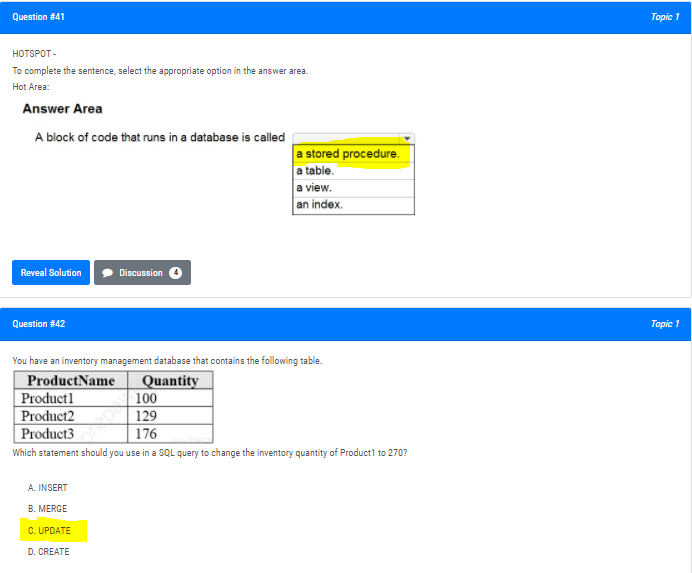 Question #41 Topic 1
HOTSPOT -
To complete the sentence, select the appropriate option in the answer area.
Hot Area:
Answer Area
A block of code that runs in a database is called
a stored procedure.
a table.
a view.
an index.
Reveal Solution Discussion 4
Question #42 Topic 1
You have an inventory management database that contains the following table.
ProductName Quantity
Product1 100
Product2 129
Product3 176
Which statement should you use in a SQL query to change the inventory quantity of Product1 to 270?
A. INSERT
B. MERGE
C. UPDATE
D. CREATE